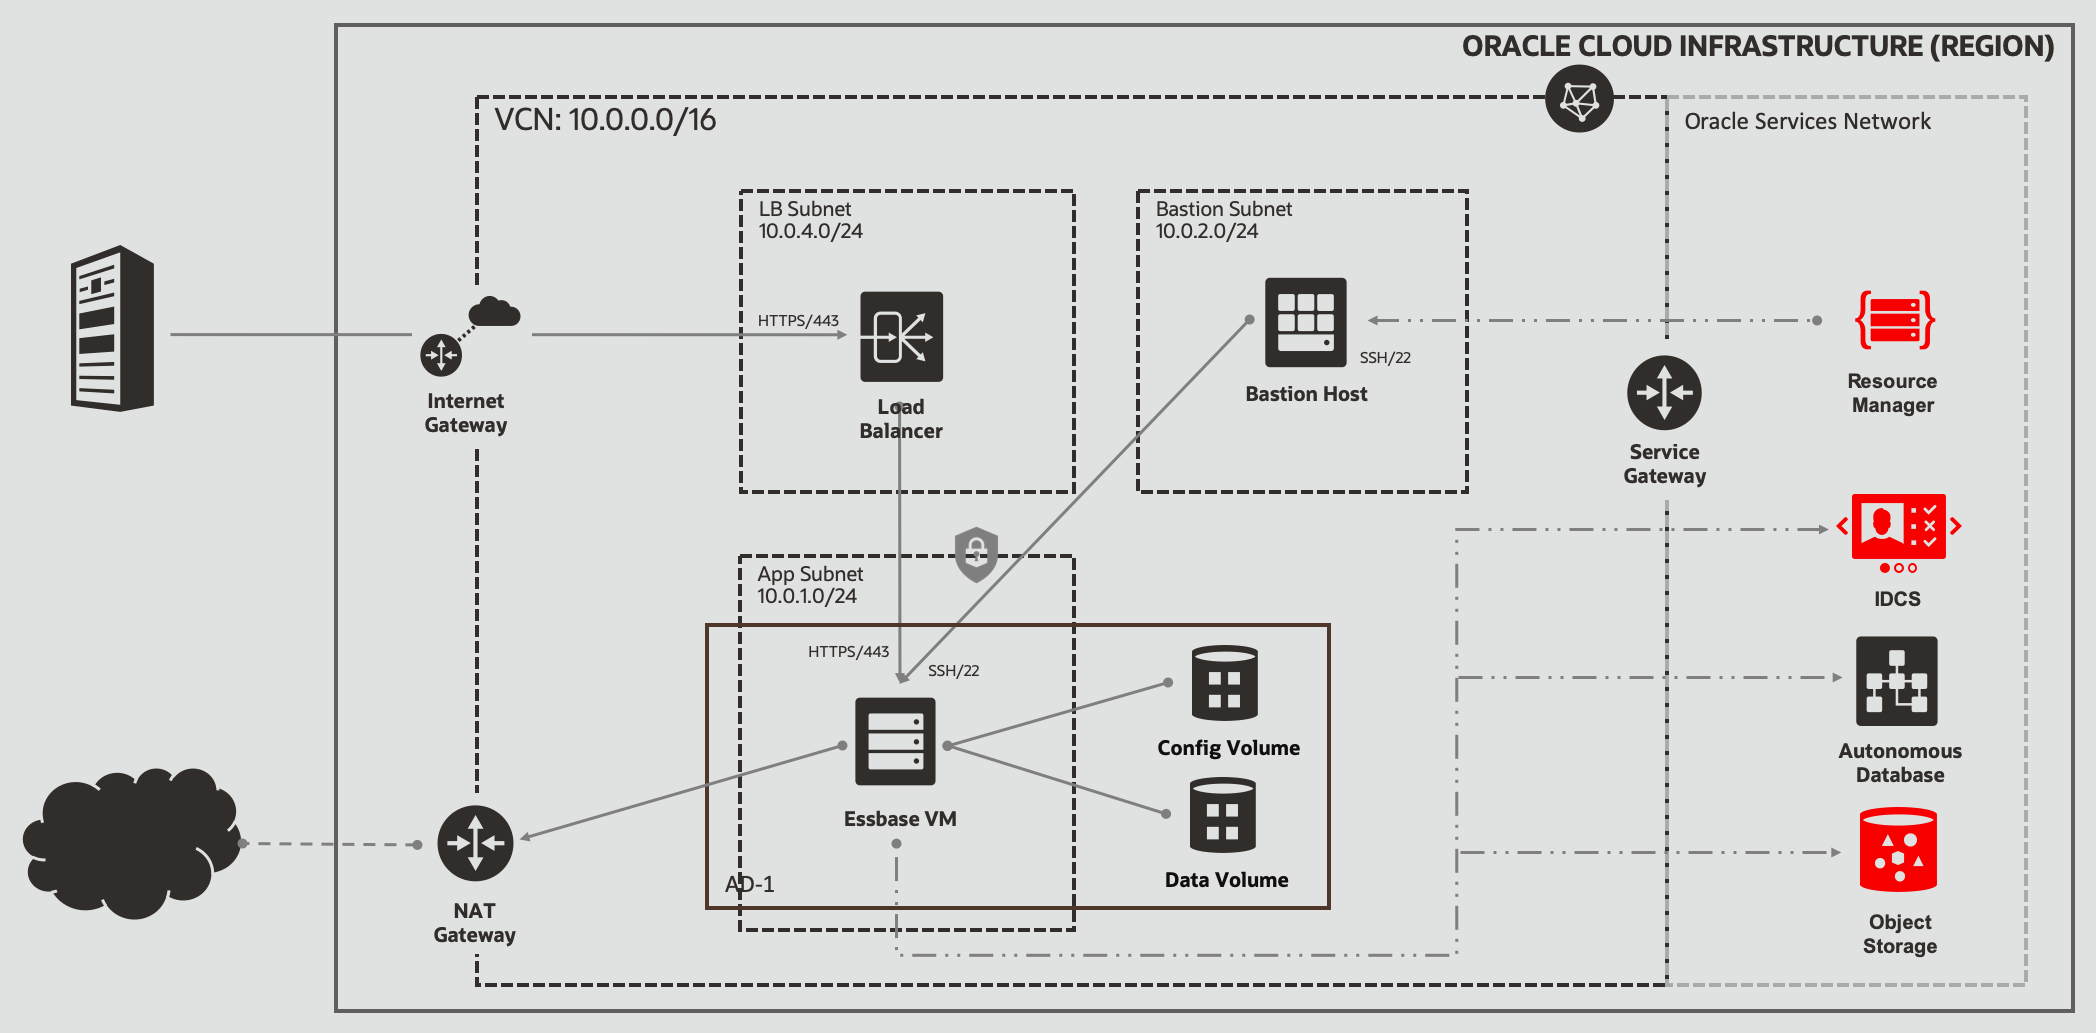 ORACLE CLOUD INFRASTRUCTURE (REGION)
VCN: 10.0.0.0/16
Oracle Services Network
LB Subnet
10.0.4.0/24
Bastion Subnet
10.0.2.0/24
HTTPS/443
SSH/22
Internet
Gateway
Load
Balancer
Bastion Host
Resource
Manager
Service
Gateway
App Subnet
10.0.1.0/24
IDCS
HTTPS/443
SSH/22
Config Volume
Autonomous
Database
Essbase VM
Data Volume
AD-1
NAT
Gateway
Object
Storage